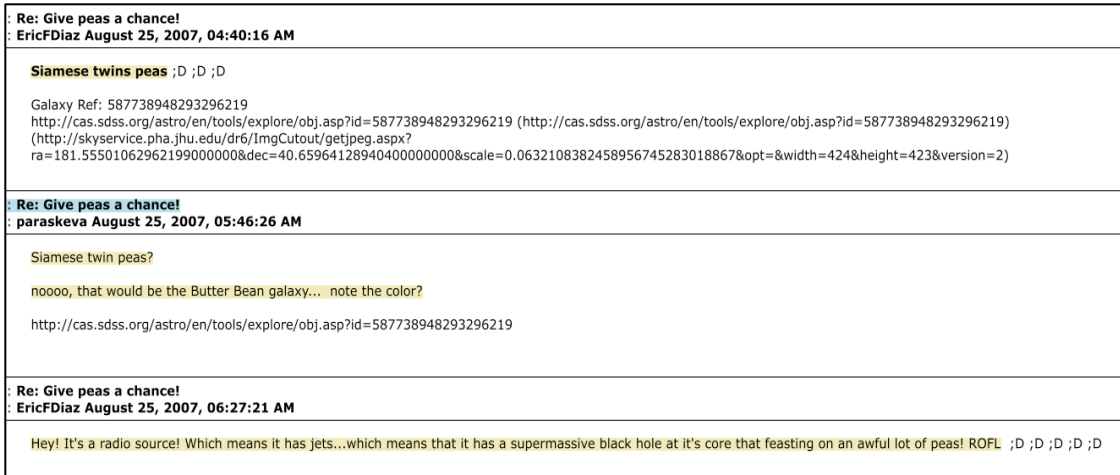 : Re: Give peas a chance!
: EricFDiaz August 25, 2007, 04:40:16 AM
Siamese twins peas ;D ;D ;D
Galaxy Ref: 587738948293296219
http://cas.sdss.org/astro/en/tools/explore/obj.asp?id=587738948293296219 (http://cas.sdss.org/astro/en/tools/explore/obj.asp?id=587738948293296219)
(http://skyservice.pha.jhu.edu/dr6/ImgCutout/getjpeg.aspx?
ra=181.55501062962199000000&dec=40.65964128940400000000&scale=0.06321083824589567452830188​67&opt=&width=424&height=423&version=2)
: Re: Give peas a chance!
: paraskeva August 25, 2007, 05:46:26 AM
Siamese twin peas?
noooo, that would be the Butter Bean galaxy... note the color?
http://cas.sdss.org/astro/en/tools/explore/obj.asp?id=587738948293296219
: Re: Give peas a chance!
: EricFDiaz August 25, 2007, 06:27:21 AM
Hey! It's a radio source! Which means it has jets...which means that it has a supermassive black hole at it's core that feasting on an awful lot of peas! ROFL ;D ;D ;D ;D ;D